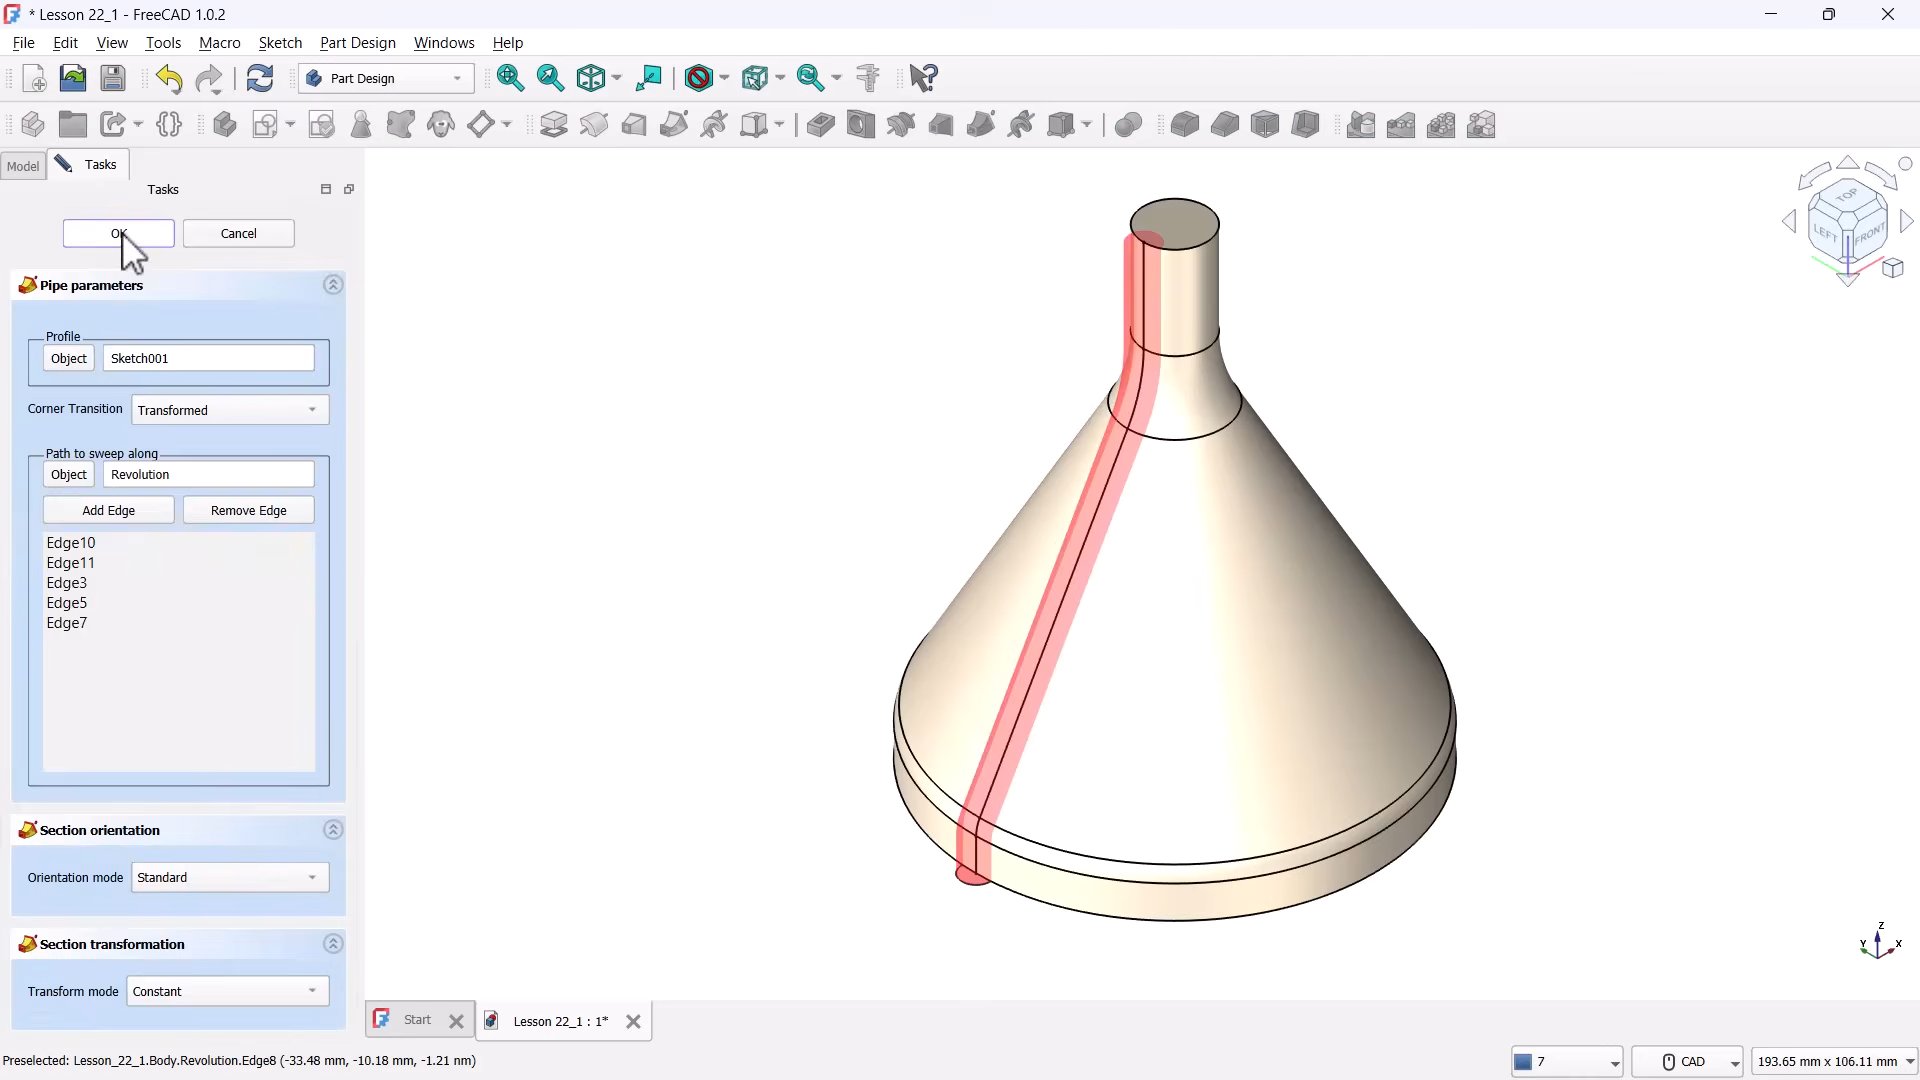 * Lesson 22_1 - FreeCAD 1.0.2
File Edit View Tools Macro Sketch Part Design Windows Help
Part Design
Model Tasks
Tasks
OK Cancel
Pipe parameters
Profile
Object Sketch001
Corner Transition Transformed
Path to sweep along
Object Revolution
Add Edge Remove Edge
Edge10
Edge11
Edge3
Edge5
Edge7
Section orientation
Orientation mode Standard
Section transformation
Transform mode Constant
TOP
LEFT FRONT
Z
Y X
Start Lesson 22_1 : 1*
Preselected: Lesson_22_1.Body.Revolution.Edge8 (-33.48 mm, -10.18 mm, -1.21 nm)
7 CAD 193.65 mm x 106.11 mm